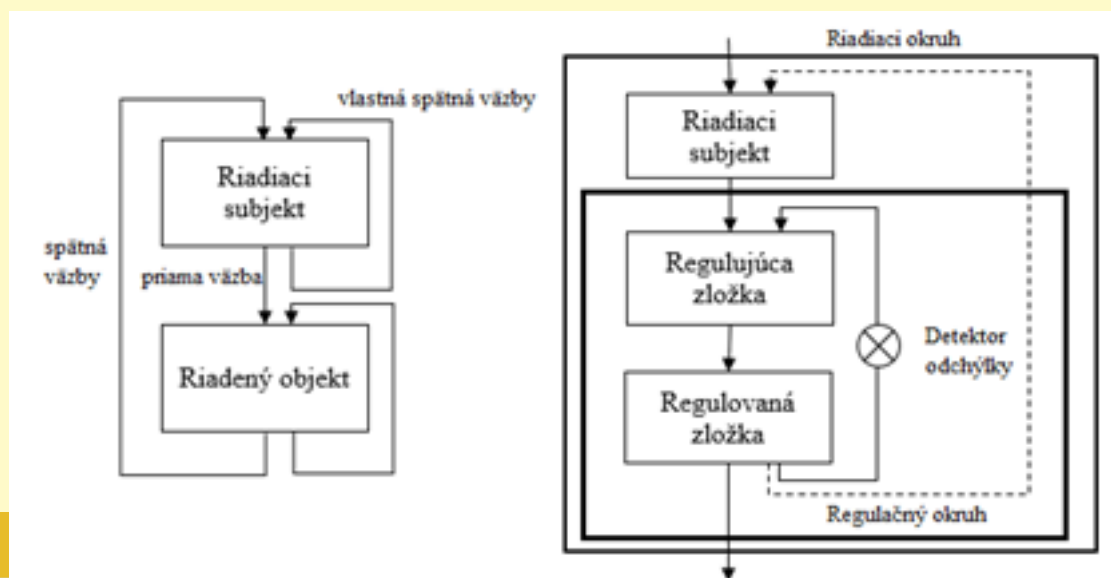 vlastná spätná väzby
Riadiaci
subjekt
spätná
väzby
priama väzba
Riadený objekt
Riadiaci okruh
Riadiaci
subjekt
Regulujúca
zložka
Detektor
odchýlky
Regulovaná
zložka
Regulačný okruh